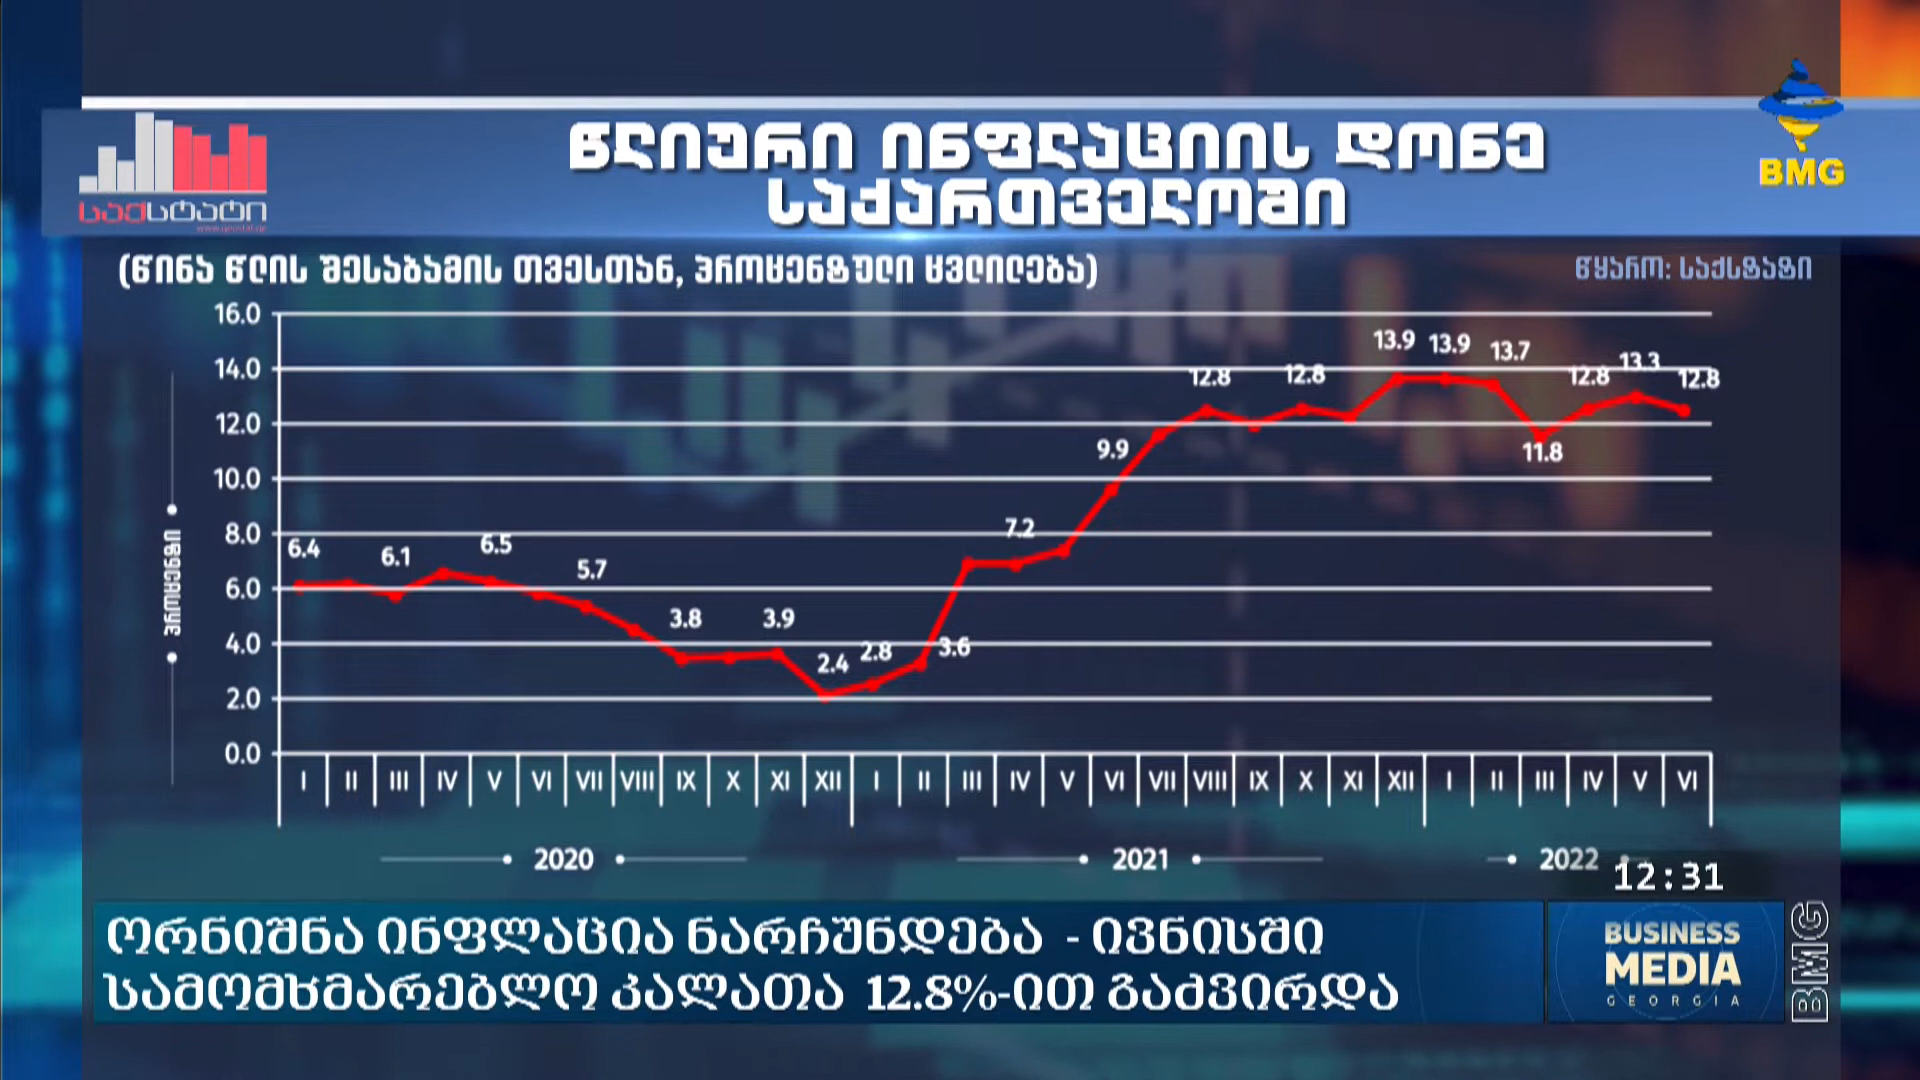 წლიური ინფლაციის დონე
საქართველოში
BMG
საქსტატი
www.geostat.ge
(წინა წლის შესაბამის თვესთან, პროცენტული ცვლილება)
წყარო: საქსტატი
16.0
14.0
12.0
10.0
8.0
6.0
4.0
2.0
0.0
პროცენტი
6.4
6.1
6.5
5.7
3.8
3.9
2.4
2.8
3.6
7.2
9.9
12.8
12.8
13.9
13.9
13.7
11.8
12.8
13.3
12.8
I II III IV V VI VII VIII IX X XI XII I II III IV V VI VII VIII IX X XI XII I II III IV V VI
2020
2021
2022
12:31
ორნიშნა ინფლაცია ნარჩუნდება - ივნისში
სამომხმარებლო კალათა 12.8%-ით გაძვირდა
BUSINESS
MEDIA
GEORGIA
BMG